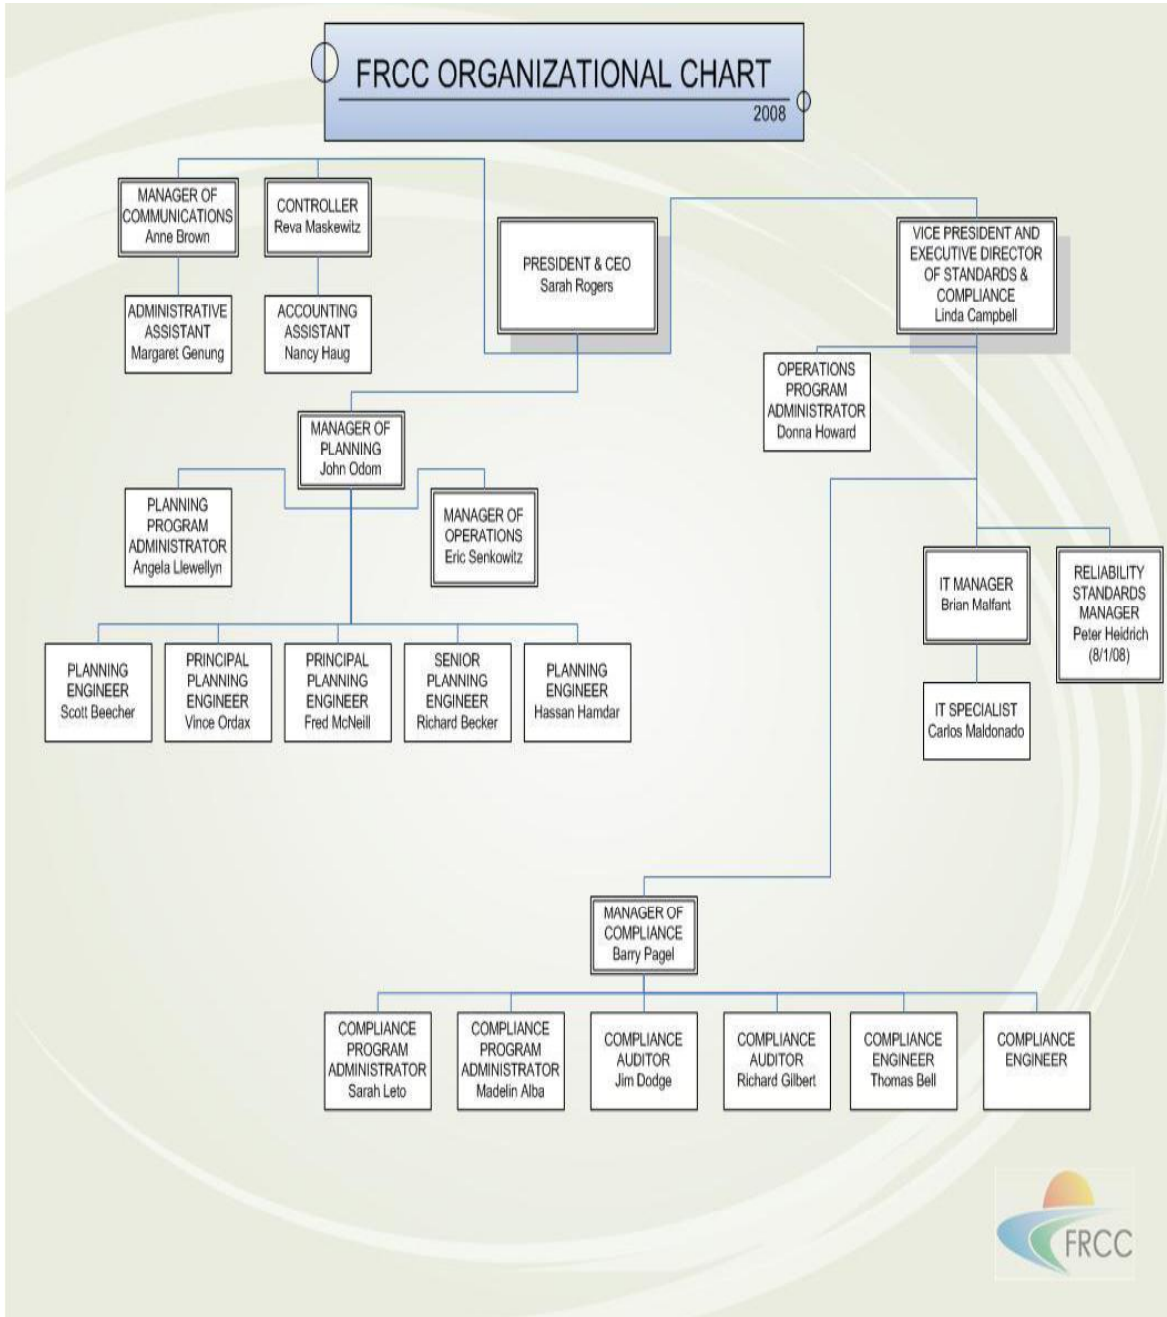 FRCC ORGANIZATIONAL CHART
2008
MANAGER OF
COMMUNICATIONS
Anne Brown
CONTROLLER
Reva Maskewitz
PRESIDENT & CEO
Sarah Rogers
VICE PRESIDENT AND
EXECUTIVE DIRECTOR
OF STANDARDS &
COMPLIANCE
Linda Campbell
ADMINISTRATIVE
ASSISTANT
Margaret Genung
ACCOUNTING
ASSISTANT
Nancy Haug
OPERATIONS
PROGRAM
ADMINISTRATOR
Donna Howard
MANAGER OF
PLANNING
John Odom
PLANNING
PROGRAM
ADMINISTRATOR
Angela Llewellyn
MANAGER OF
OPERATIONS
Eric Senkowitz
IT MANAGER
Brian Malfant
RELIABILITY
STANDARDS
MANAGER
Peter Heidrich
(8/1/08)
PLANNING
ENGINEER
Scott Beecher
PRINCIPAL
PLANNING
ENGINEER
Vince Ordax
PRINCIPAL
PLANNING
ENGINEER
Fred McNeill
SENIOR
PLANNING
ENGINEER
Richard Becker
PLANNING
ENGINEER
Hassan Hamdar
IT SPECIALIST
Carlos Maldonado
MANAGER OF
COMPLIANCE
Barry Pagel
COMPLIANCE
PROGRAM
ADMINISTRATOR
Sarah Leto
COMPLIANCE
PROGRAM
ADMINISTRATOR
Madelin Alba
COMPLIANCE
AUDITOR
Jim Dodge
COMPLIANCE
AUDITOR
Richard Gilbert
COMPLIANCE
ENGINEER
Thomas Bell
COMPLIANCE
ENGINEER
FRCC